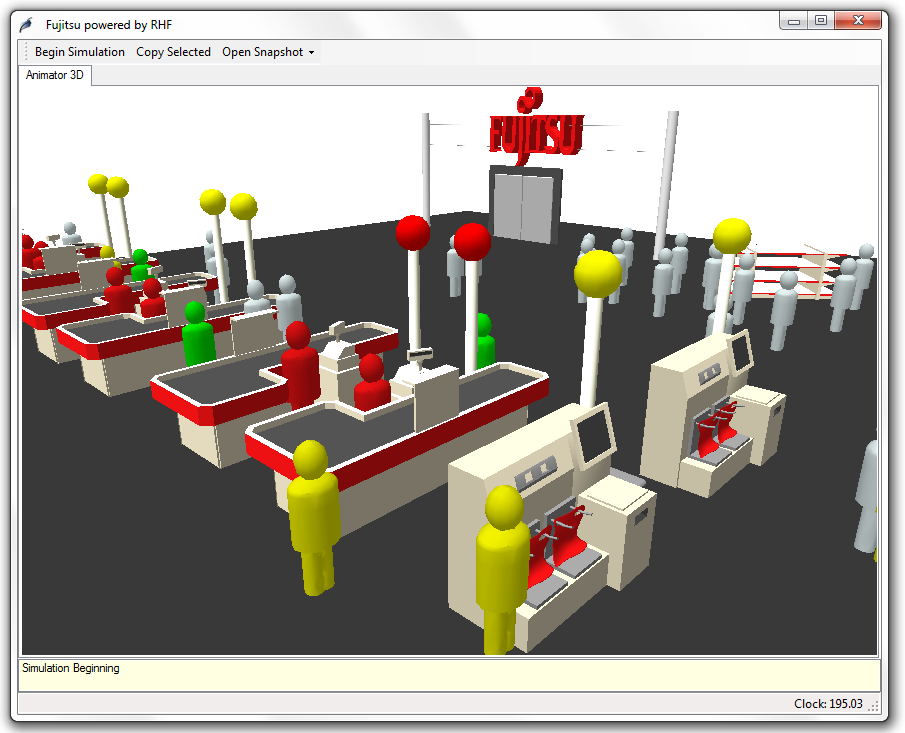 Fujitsu powered by RHF
Begin Simulation Copy Selected Open Snapshot
Animator 3D
FUJITSU
Simulation Beginning
Clock: 195.03